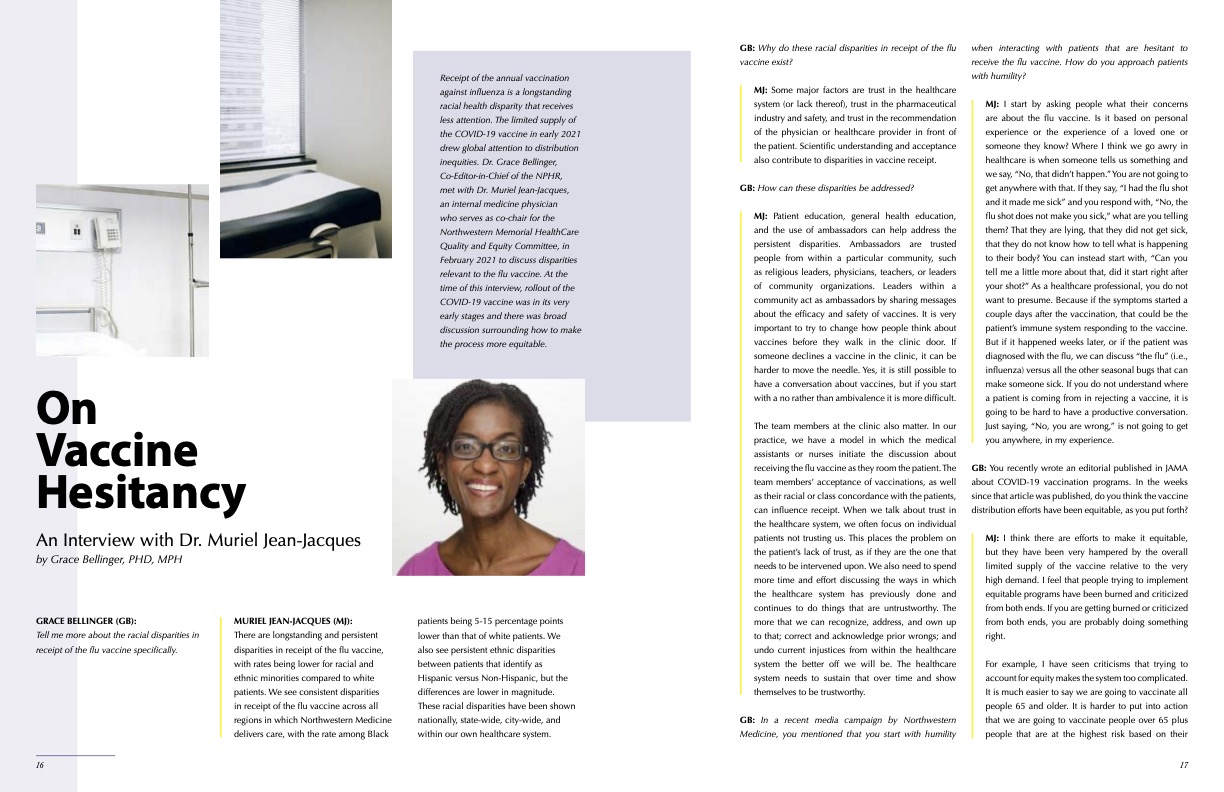 Receipt of the annual vaccination
against influenza is a longstanding
racial health disparity that receives
less attention. The limited supply of
the COVID-19 vaccine in early 2021
drew global attention to distribution
inequities. Dr. Grace Bellinger,
Co-Editor-in-Chief of the NPHR,
met with Dr. Muriel Jean-Jacques,
an internal medicine physician
who serves as co-chair for the
Northwestern Memorial HealthCare
Quality and Equity Committee, in
February 2021 to discuss disparities
relevant to the flu vaccine. At the
time of this interview, rollout of the
COVID-19 vaccine was in its very
early stages and there was broad
discussion surrounding how to make
the process more equitable.
On
Vaccine
Hesitancy
An Interview with Dr. Muriel Jean-Jacques
by Grace Bellinger, PHD, MPH
GRACE BELLINGER (GB):
Tell me more about the racial disparities in
receipt of the flu vaccine specifically.
MURIEL JEAN-JACQUES (MJ):
There are longstanding and persistent
disparities in receipt of the flu vaccine,
with rates being lower for racial and
ethnic minorities compared to white
patients. We see consistent disparities
in receipt of the flu vaccine across all
regions in which Northwestern Medicine
delivers care, with the rate among Black
patients being 5-15 percentage points
lower than that of white patients. We
also see persistent ethnic disparities
between patients that identify as
Hispanic versus Non-Hispanic, but the
differences are lower in magnitude.
These racial disparities have been shown
nationally, state-wide, city-wide, and
within our own healthcare system.
16
GB: Why do these racial disparities in receipt of the flu
vaccine exist?
MJ: Some major factors are trust in the healthcare
system (or lack thereof), trust in the pharmaceutical
industry and safety, and trust in the recommendation
of the physician or healthcare provider in front of
the patient. Scientific understanding and acceptance
also contribute to disparities in vaccine receipt.
GB: How can these disparities be addressed?
MJ: Patient education, general health education,
and the use of ambassadors can help address the
persistent disparities. Ambassadors are trusted
people from within a particular community, such
as religious leaders, physicians, teachers, or leaders
of community organizations. Leaders within a
community act as ambassadors by sharing messages
about the efficacy and safety of vaccines. It is very
important to try to change how people think about
vaccines before they walk in the clinic door. If
someone declines a vaccine in the clinic, it can be
harder to move the needle. Yes, it is still possible to
have a conversation about vaccines, but if you start
with a no rather than ambivalence it is more difficult.
The team members at the clinic also matter. In our
practice, we have a model in which the medical
assistants or nurses initiate the discussion about
receiving the flu vaccine as they room the patient. The
team members' acceptance of vaccinations, as well
as their racial or class concordance with the patients,
can influence receipt. When we talk about trust in
the healthcare system, we often focus on individual
patients not trusting us. This places the problem on
the patient's lack of trust, as if they are the one that
needs to be intervened upon. We also need to spend
more time and effort discussing the ways in which
the healthcare system has previously done and
continues to do things that are untrustworthy. The
more that we can recognize, address, and own up
to that; correct and acknowledge prior wrongs; and
undo current injustices from within the healthcare
system the better off we will be. The healthcare
system needs to sustain that over time and show
themselves to be trustworthy.
GB: In a recent media campaign by Northwestern
Medicine, you mentioned that you start with humility
when interacting with patients that are hesitant to
receive the flu vaccine. How do you approach patients
with humility?
MJ: I start by asking people what their concerns
are about the flu vaccine. Is it based on personal
experience or the experience of a loved one or
someone they know? Where I think we go awry in
healthcare is when someone tells us something and
we say, "No, that didn't happen." You are not going to
get anywhere with that. If they say, "I had the flu shot
and it made me sick" and you respond with, "No, the
flu shot does not make you sick," what are you telling
them? That they are lying, that they did not get sick,
that they do not know how to tell what is happening
to their body? You can instead start with, "Can you
tell me a little more about that, did it start right after
your shot?" As a healthcare professional, you do not
want to presume. Because if the symptoms started a
couple days after the vaccination, that could be the
patient's immune system responding to the vaccine.
But if it happened weeks later, or if the patient was
diagnosed with the flu, we can discuss "the flu" (i.e.,
influenza) versus all the other seasonal bugs that can
make someone sick. If you do not understand where
a patient is coming from in rejecting a vaccine, it is
going to be hard to have a productive conversation.
Just saying, "No, you are wrong," is not going to get
you anywhere, in my experience.
GB: You recently wrote an editorial published in JAMA
about COVID-19 vaccination programs. In the weeks
since that article was published, do you think the vaccine
distribution efforts have been equitable, as you put forth?
MJ: I think there are efforts to make it equitable,
but they have been very hampered by the overall
limited supply of the vaccine relative to the very
high demand. I feel that people trying to implement
equitable programs have been burned and criticized
from both ends. If you are getting burned or criticized
from both ends, you are probably doing something
right.
For example, I have seen criticisms that trying to
account for equity makes the system too complicated.
It is much easier to say we are going to vaccinate all
people 65 and older. It is harder to put into action
that we are going to vaccinate people over 65 plus
people that are at the highest risk based on their
17